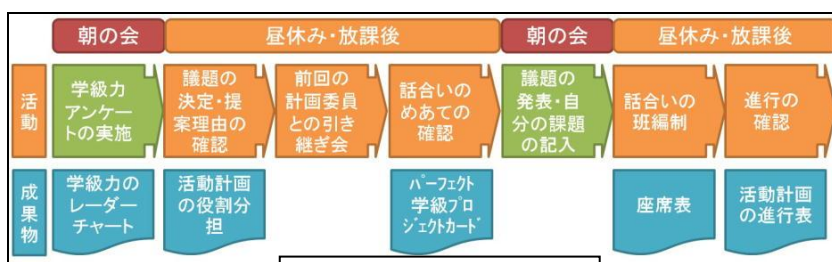 朝の会
昼休み・放課後
朝の会
昼休み・放課後
活動
学級力
アンケー
トの実施
議題の
決定・提
案理由の
確認
前回の
計画委員
との引き
継ぎ会
話合いの
めあての
確認
議題の
発表・自
分の課題
の記入
話合いの
班編制
進行の
確認
成果物
学級力の
レーダー
チャート
活動計画
の役割分
担
パーフェクト
学級プロ
ジェクトカード
座席表
活動計画
の進行表